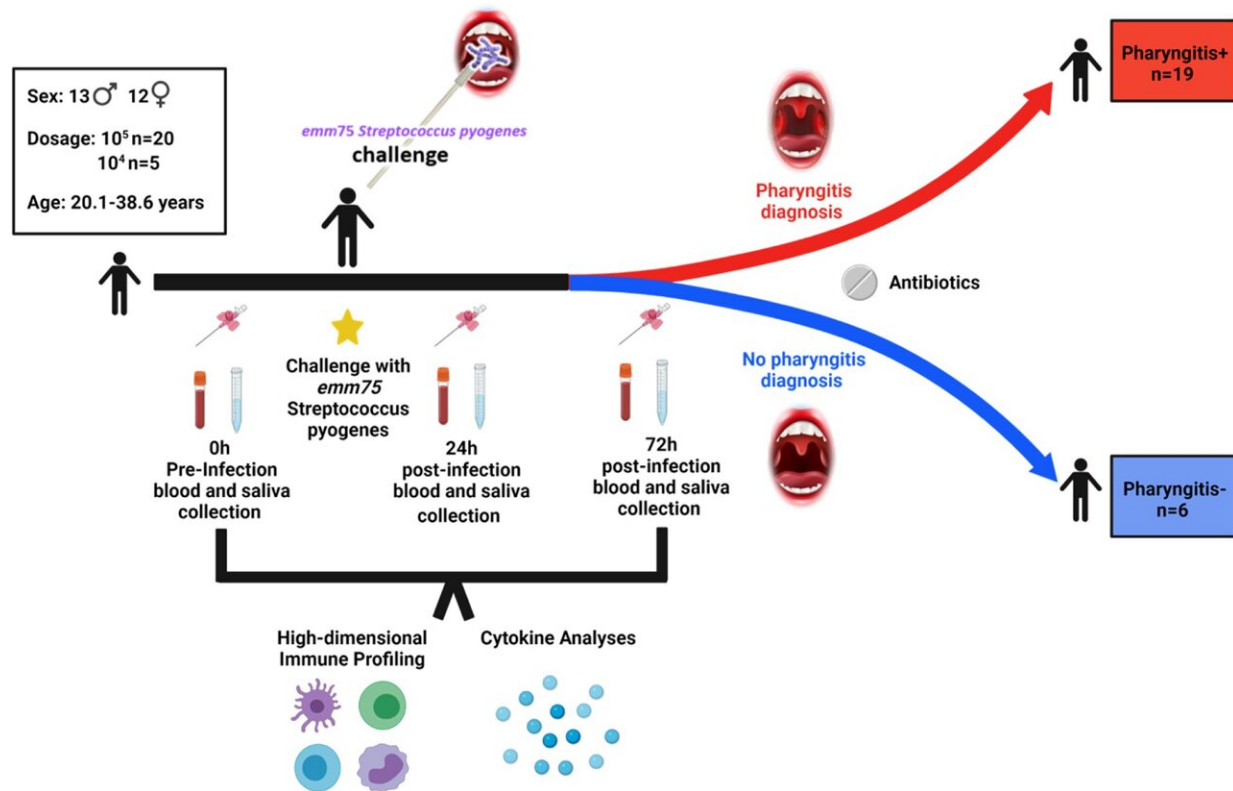 Sex: 13♂ 12♀
Dosage: 10⁵ n=20
10⁴ n=5
Age: 20.1-38.6 years
emm75 Streptococcus pyogenes
challenge
Pharyngitis+
n=19
Pharyngitis
diagnosis
Antibiotics
No pharyngitis
diagnosis
Pharyngitis-
n=6
0h
Pre-Infection
blood and saliva
collection
Challenge with
emm75
Streptococcus
pyogenes
24h
post-infection
blood and saliva
collection
72h
post-infection
blood and saliva
collection
High-dimensional
Immune Profiling
Cytokine Analyses